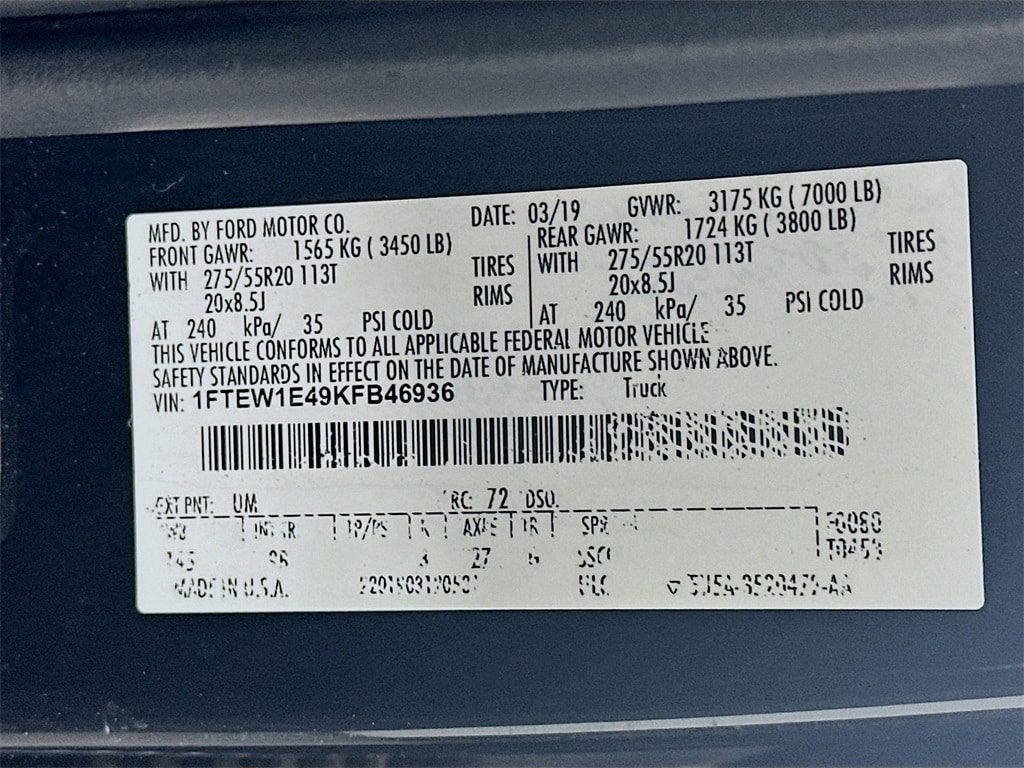 MFD. BY FORD MOTOR CO. DATE: 03/19 GVWR: 3175 KG ( 7000 LB)
FRONT GAWR: 1565 KG ( 3450 LB) REAR GAWR: 1724 KG ( 3800 LB)
WITH 275/55R20 113T TIRES WITH 275/55R20 113T TIRES
20x8.5J RIMS 20x8.5J RIMS
AT 240 kPa/ 35 PSI COLD AT 240 kPa/ 35 PSI COLD
THIS VEHICLE CONFORMS TO ALL APPLICABLE FEDERAL MOTOR VEHICLE
SAFETY STANDARDS IN EFFECT ON THE DATE OF MANUFACTURE SHOWN ABOVE.
VIN: 1FTEW1E49KFB46936 TYPE: Truck
EXT PNT: UM RC: 72 DSO:
AXLE SPR
27
MADE IN U.S.A.